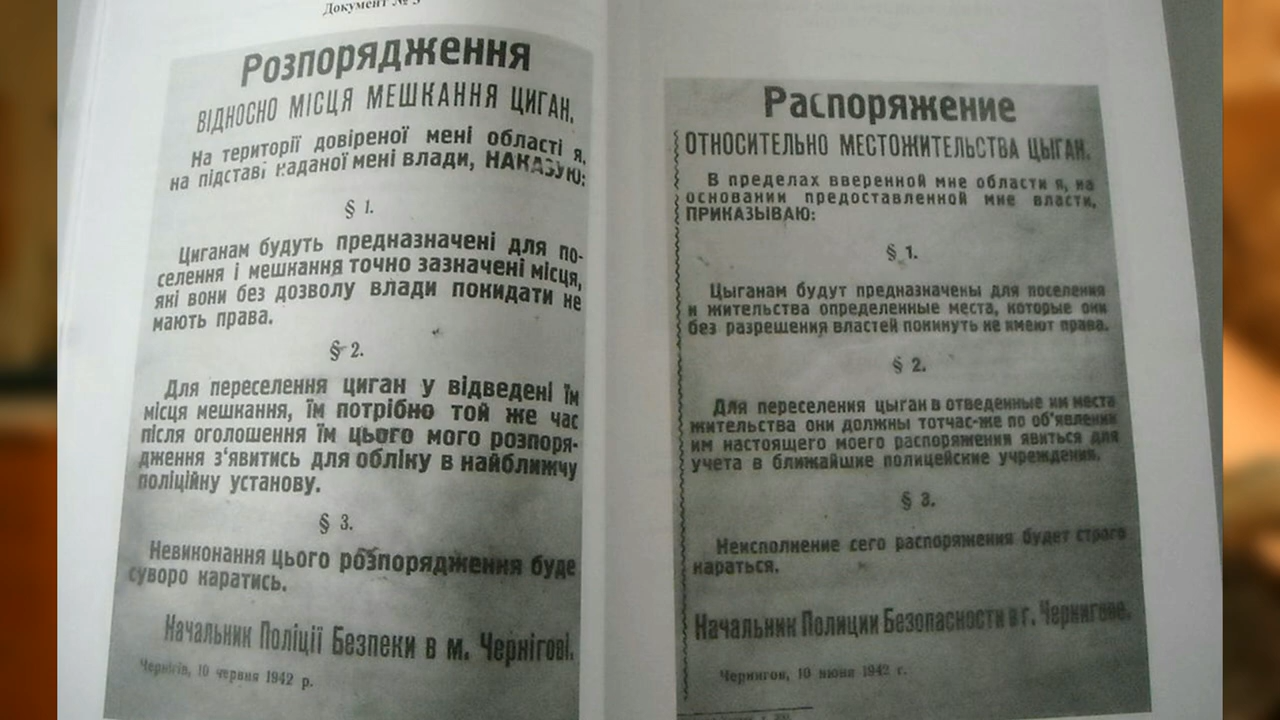 Документ № 3
Розпорядження
ВІДНОСНО МІСЦЯ МЕШКАННЯ ЦИГАН.
На території довіреної мені області я,
на підставі наданої мені влади, НАКАЗУЮ:
§ 1.
Циганам будуть предназначені для по-
селення і мешкання точно зазначені місця,
які вони без дозволу влади покидати не
мають права.
§ 2.
Для переселення циган у відведені їм
місця мешкання, їм потрібно той же час
після оголошення їм цього мого розпоря-
дження з'явитись для обліку в найближчу
поліційну установу.
§ 3.
Невиконання цього розпорядження буде
суворо каратись.
Начальник Поліції Безпеки в м. Чернігові.
Чернігів, 10 червня 1942 р.
Распоряжение
ОТНОСИТЕЛЬНО МЕСТОЖИТЕЛЬСТВА ЦЫГАН.
В пределах вверенной мне области я, на
основании предоставленной мне власти,
ПРИКАЗЫВАЮ:
§ 1.
Цыганам будут предназначены для поселения
и жительства определенные места, которые они
без разрешения властей покинуть не имеют права.
§ 2.
Для переселения цыган в отведенные им места
жительства они должны тотчас-же по об'явлении
им настоящего моего распоряжения явиться для
учета в ближайшие полицейские учреждения.
§ 3.
Неисполнение сего распоряжения будет строго
караться.
Начальник Полиции Безопасности в г. Чернигове.
Чернигов, 10 июня 1942 г.